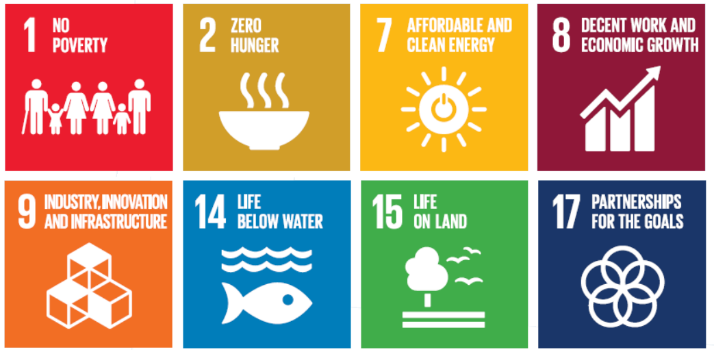 1 NO
POVERTY
2 ZERO
HUNGER
7 AFFORDABLE AND
CLEAN ENERGY
8 DECENT WORK AND
ECONOMIC GROWTH
9 INDUSTRY, INNOVATION
AND INFRASTRUCTURE
14 LIFE
BELOW WATER
15 LIFE
ON LAND
17 PARTNERSHIPS
FOR THE GOALS